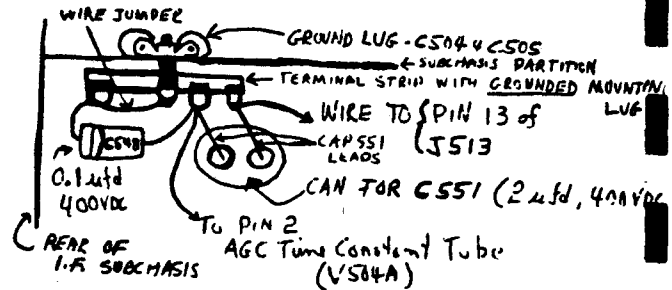 WIRE JUMPER
GROUND LUG - C504 & C505
SUBCHASIS PARTITION
TERMINAL STRIP WITH GROUNDED MOUNTING LUG
WIRE TO { PIN 13 of
J513
CAP 551
LEADS
C548
0.1 ufd
400VDC
CAN FOR C551 (2 ufd, 400VDC
To PIN 2
AGC Time Constant Tube
(V504A)
REAR OF
I.F. SUBCHASIS